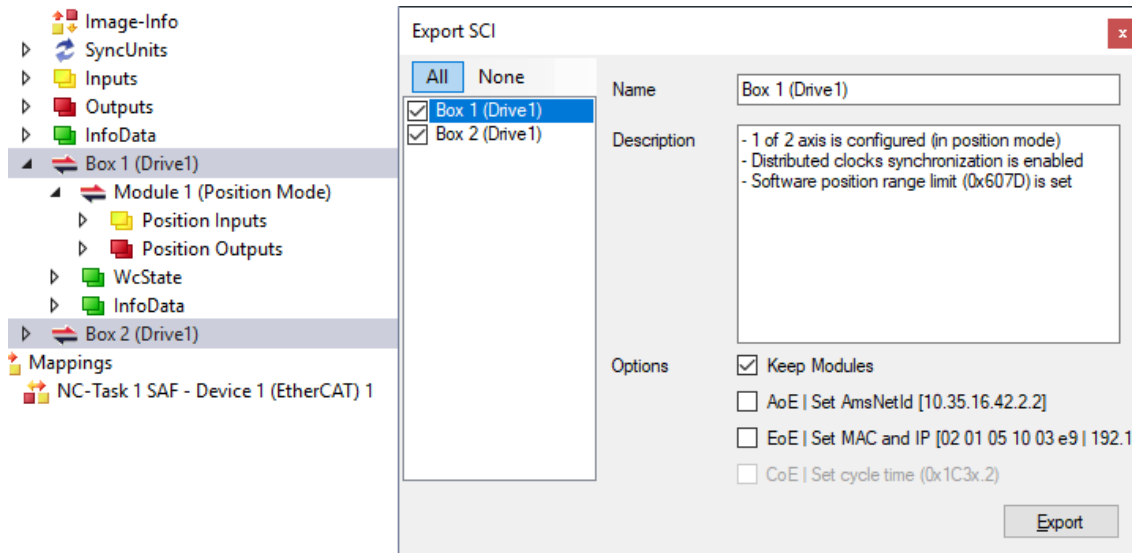 Image-Info
SyncUnits
Inputs
Outputs
InfoData
Box 1 (Drive1)
Module 1 (Position Mode)
Position Inputs
Position Outputs
WcState
InfoData
Box 2 (Drive1)
Mappings
NC-Task 1 SAF - Device 1 (EtherCAT) 1
Export SCI
x
All None
Box 1 (Drive1)
Box 2 (Drive1)
Name
Box 1 (Drive1)
Description
- 1 of 2 axis is configured (in position mode)
- Distributed clocks synchronization is enabled
- Software position range limit (0x607D) is set
Options
Keep Modules
AoE | Set AmsNetId [10.35.16.42.2.2]
EoE | Set MAC and IP [02 01 05 10 03 e9 | 192.1
CoE | Set cycle time (0x1C3x.2)
Export